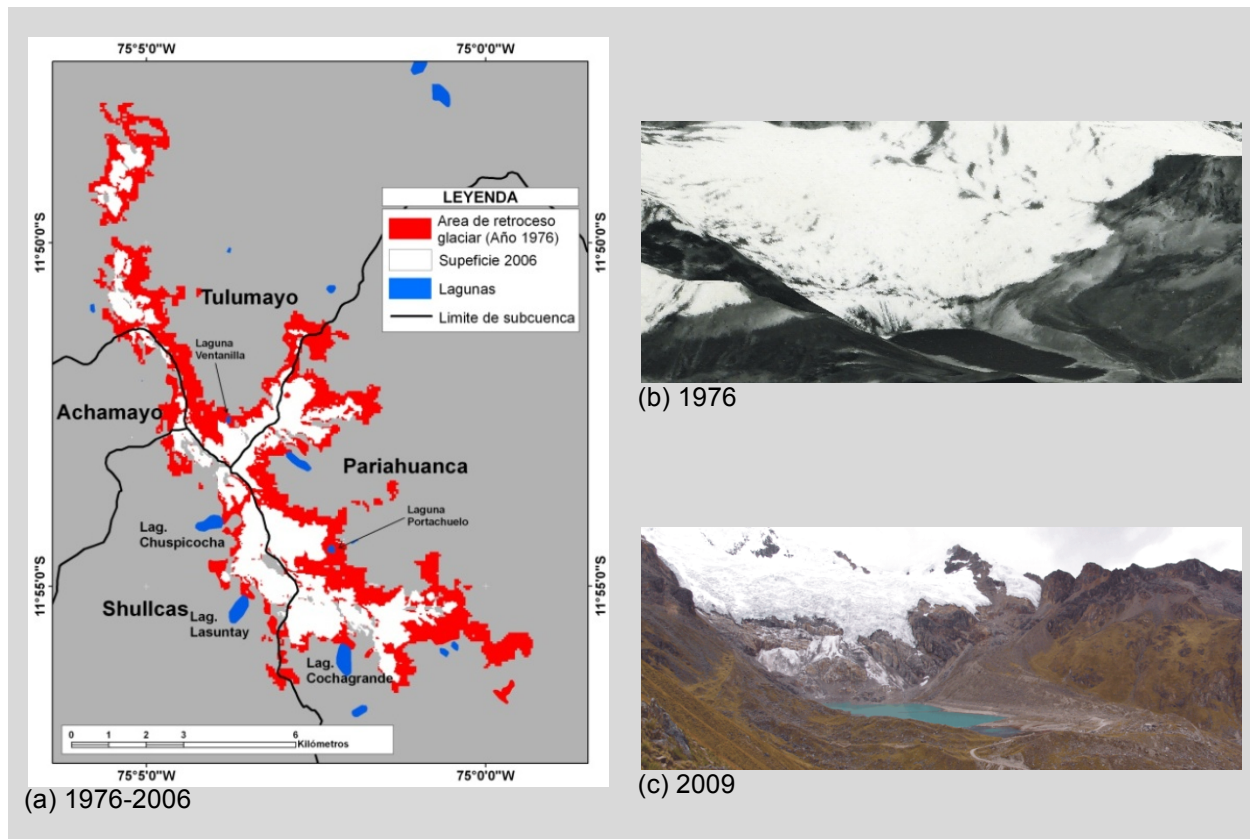 75°5'0"W
75°0'0"W
11°50'0"S
11°50'0"S
LEYENDA
Area de retroceso
glaciar (Año 1976)
Supeficie 2006
Lagunas
Limite de subcuenca
Tulumayo
Laguna
Ventanilla
Achamayo
Pariahuanca
Laguna
Portachuelo
Lag.
Chuspicocha
11°55'0"S
11°55'0"S
Shullcas
Lag.
Lasuntay
Lag.
Cochagrande
0 1 2 3 6
Kilómetros
75°5'0"W
75°0'0"W
(a) 1976-2006
(b) 1976
(c) 2009